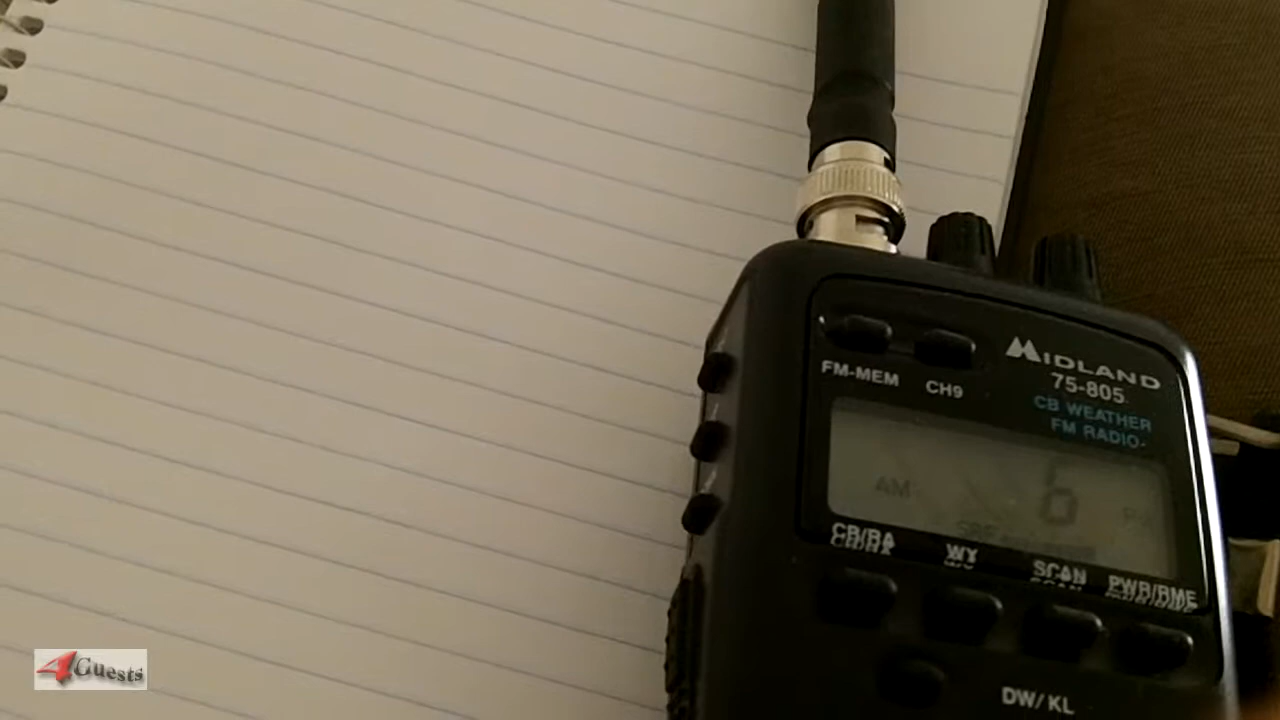 MIDLAND
75-805
CB WEATHER
FM RADIO
FM-MEM
CH9
AM
6
CB/RA
WX
SCAN
PWR/BME
DW/KL
4Guests